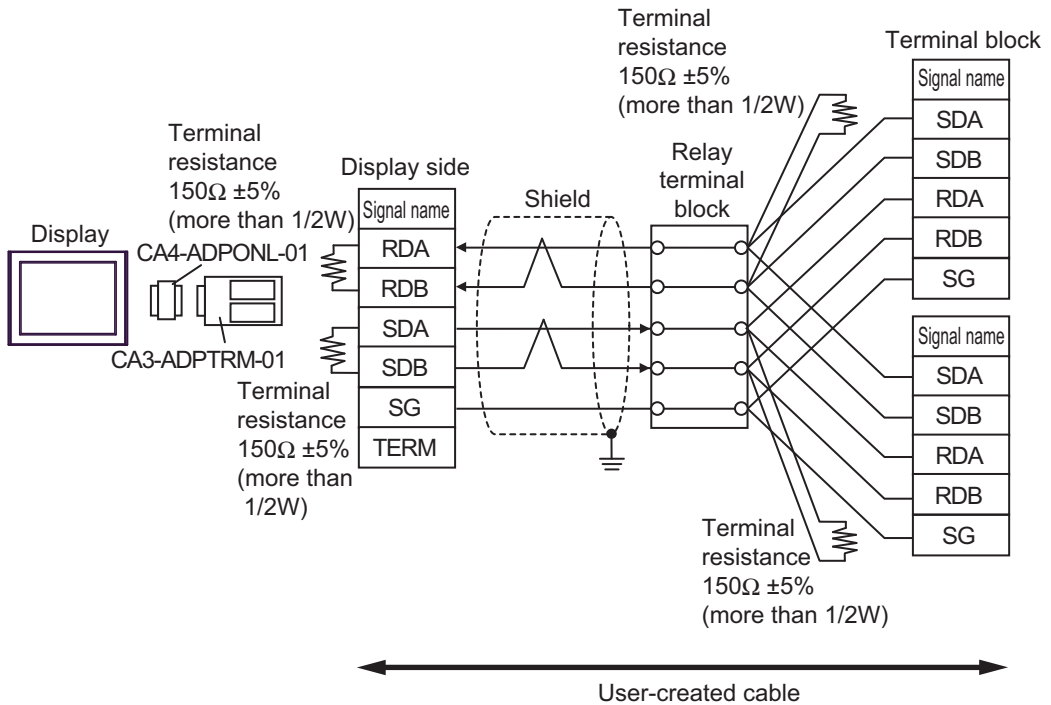 Terminal
resistance
150Ω ±5%
(more than 1/2W)
Terminal block
Signal name
SDA
SDB
RDA
RDB
SG
Terminal
resistance
150Ω ±5%
(more than 1/2W)
Display side
Signal name
RDA
RDB
SDA
SDB
SG
TERM
Shield
Relay
terminal
block
Display
CA4-ADPONL-01
CA3-ADPTRM-01
Terminal
resistance
150Ω ±5%
(more than
1/2W)
Signal name
SDA
SDB
RDA
RDB
SG
Terminal
resistance
150Ω ±5%
(more than 1/2W)
User-created cable